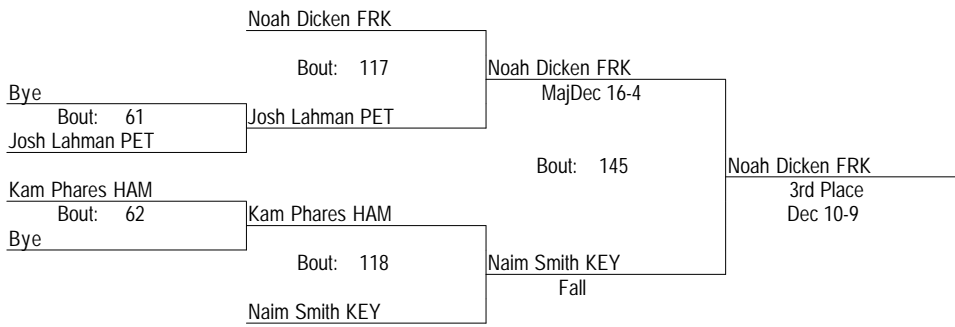 Noah Dicken FRK
Bout: 117
Noah Dicken FRK
Bye
MajDec 16-4
Bout: 61
Josh Lahman PET
Josh Lahman PET
Bout: 145
Noah Dicken FRK
Kam Phares HAM
3rd Place
Bout: 62
Kam Phares HAM
Dec 10-9
Bye
Bout: 118
Naim Smith KEY
Fall
Naim Smith KEY